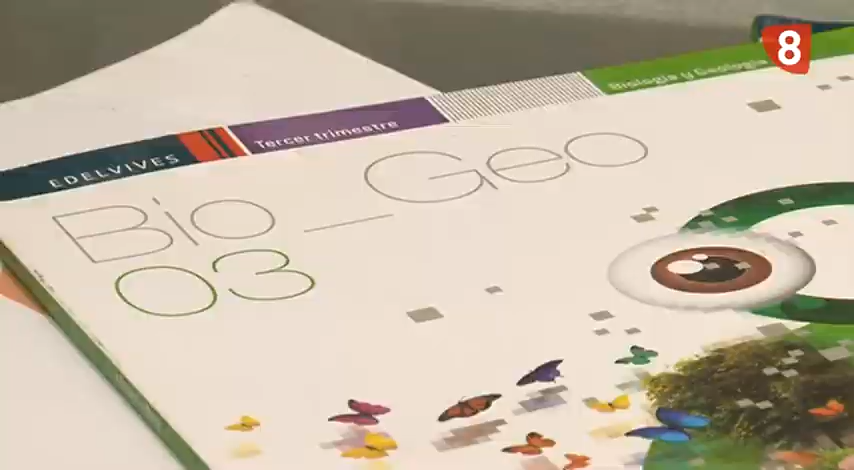 8
EDELVIVES
Tercer trimestre
Biología y Geología
Bio_Geo
03